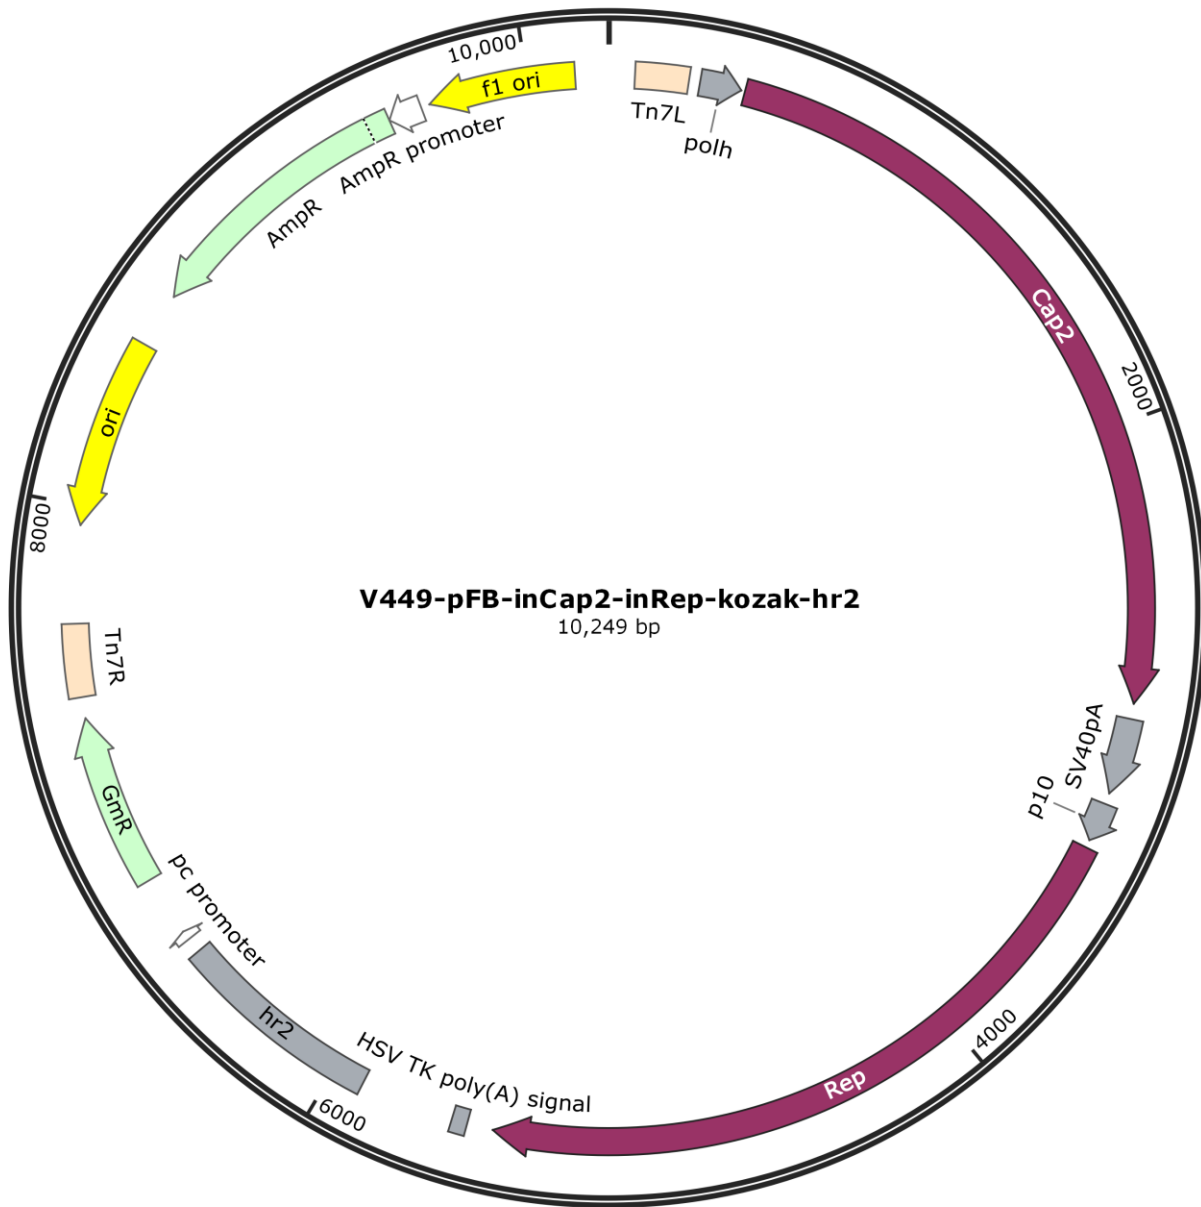 10,000
f1 ori
Tn7L
polh
AmpR promoter
AmpR
Cap2
2000
ori
8000
V449-pFB-inCap2-inRep-kozak-hr2
10,249 bp
Tn7R
SV40pA
p10
GmR
pc promoter
hr2
HSV TK poly(A) signal
4000
Rep
6000